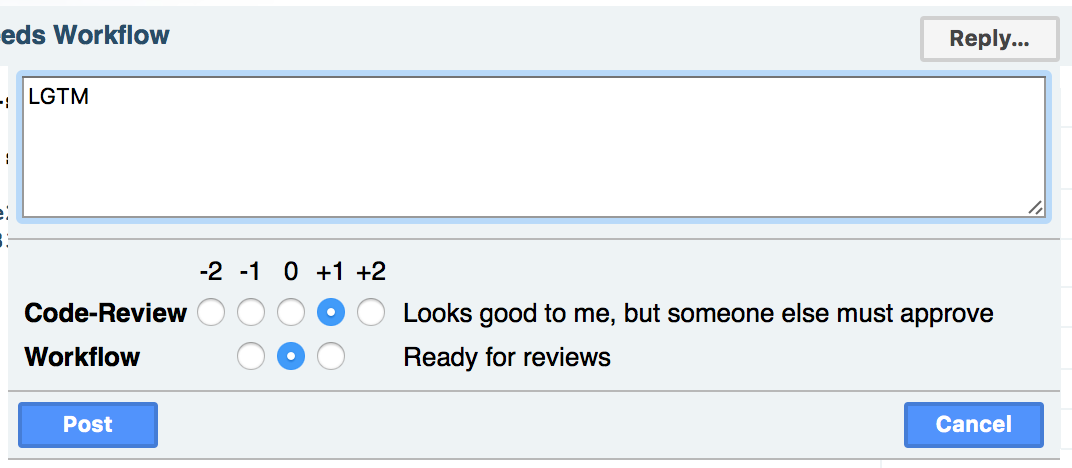 eds Workflow
Reply...
LGTM
-2 -1 0 +1 +2
Code-Review Looks good to me, but someone else must approve
Workflow Ready for reviews
Post Cancel